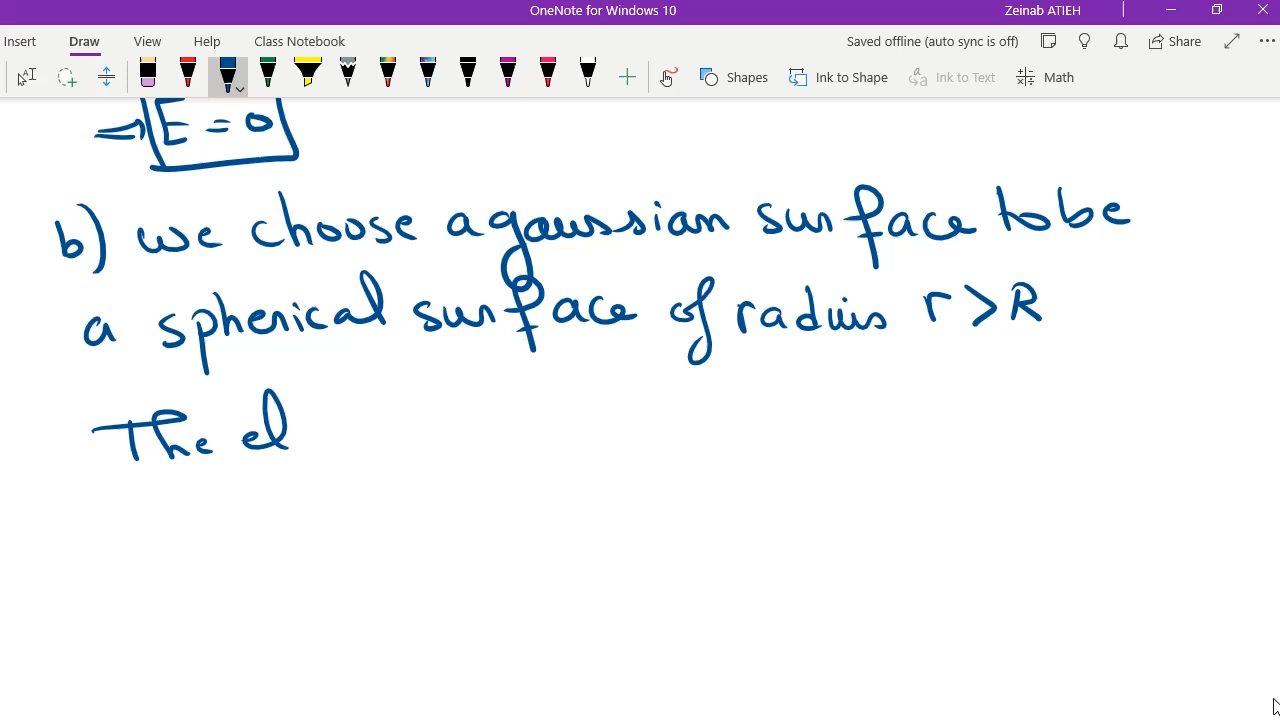 OneNote for Windows 10
Zeinab ATIEH
Insert Draw View Help Class Notebook Saved offline (auto sync is off) Share
Shapes Ink to Shape Ink to Text Math
⇒ E = 0
b) we choose a gaussian surface to be
a spherical surface of radius r > R
The el